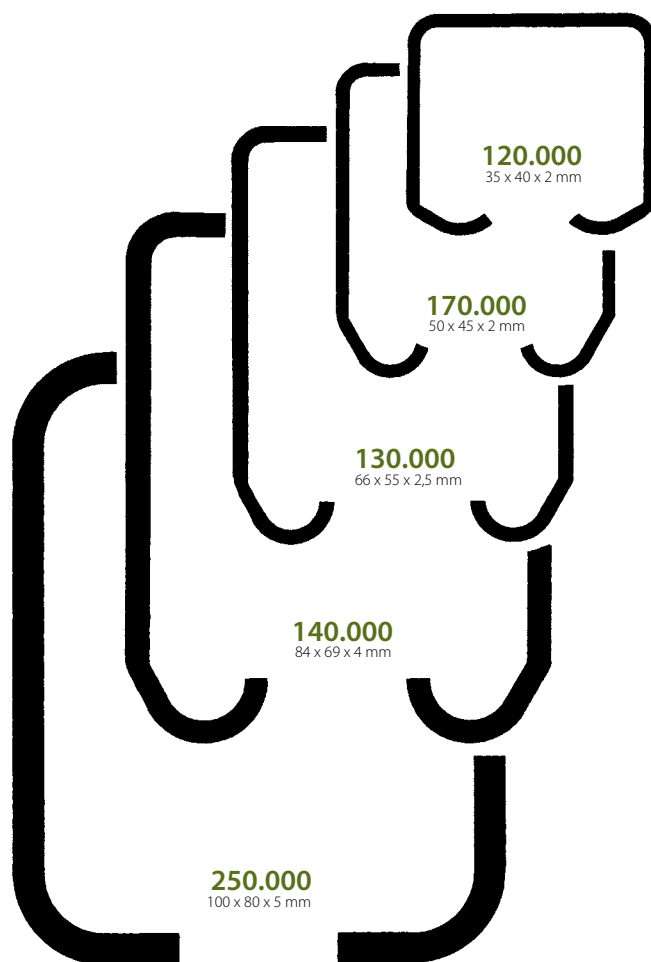 120.000
35 x 40 x 2 mm
170.000
50 x 45 x 2 mm
130.000
66 x 55 x 2,5 mm
140.000
84 x 69 x 4 mm
250.000
100 x 80 x 5 mm